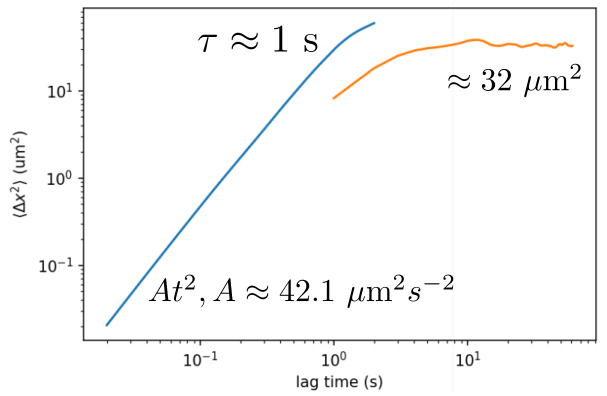 τ ≈ 1 s
≈ 32 μm²
At², A ≈ 42.1 μm²s⁻²
⟨Δx²⟩ (um²)
10¹
10⁰
10⁻¹
10⁻¹ 10⁰ 10¹
lag time (s)